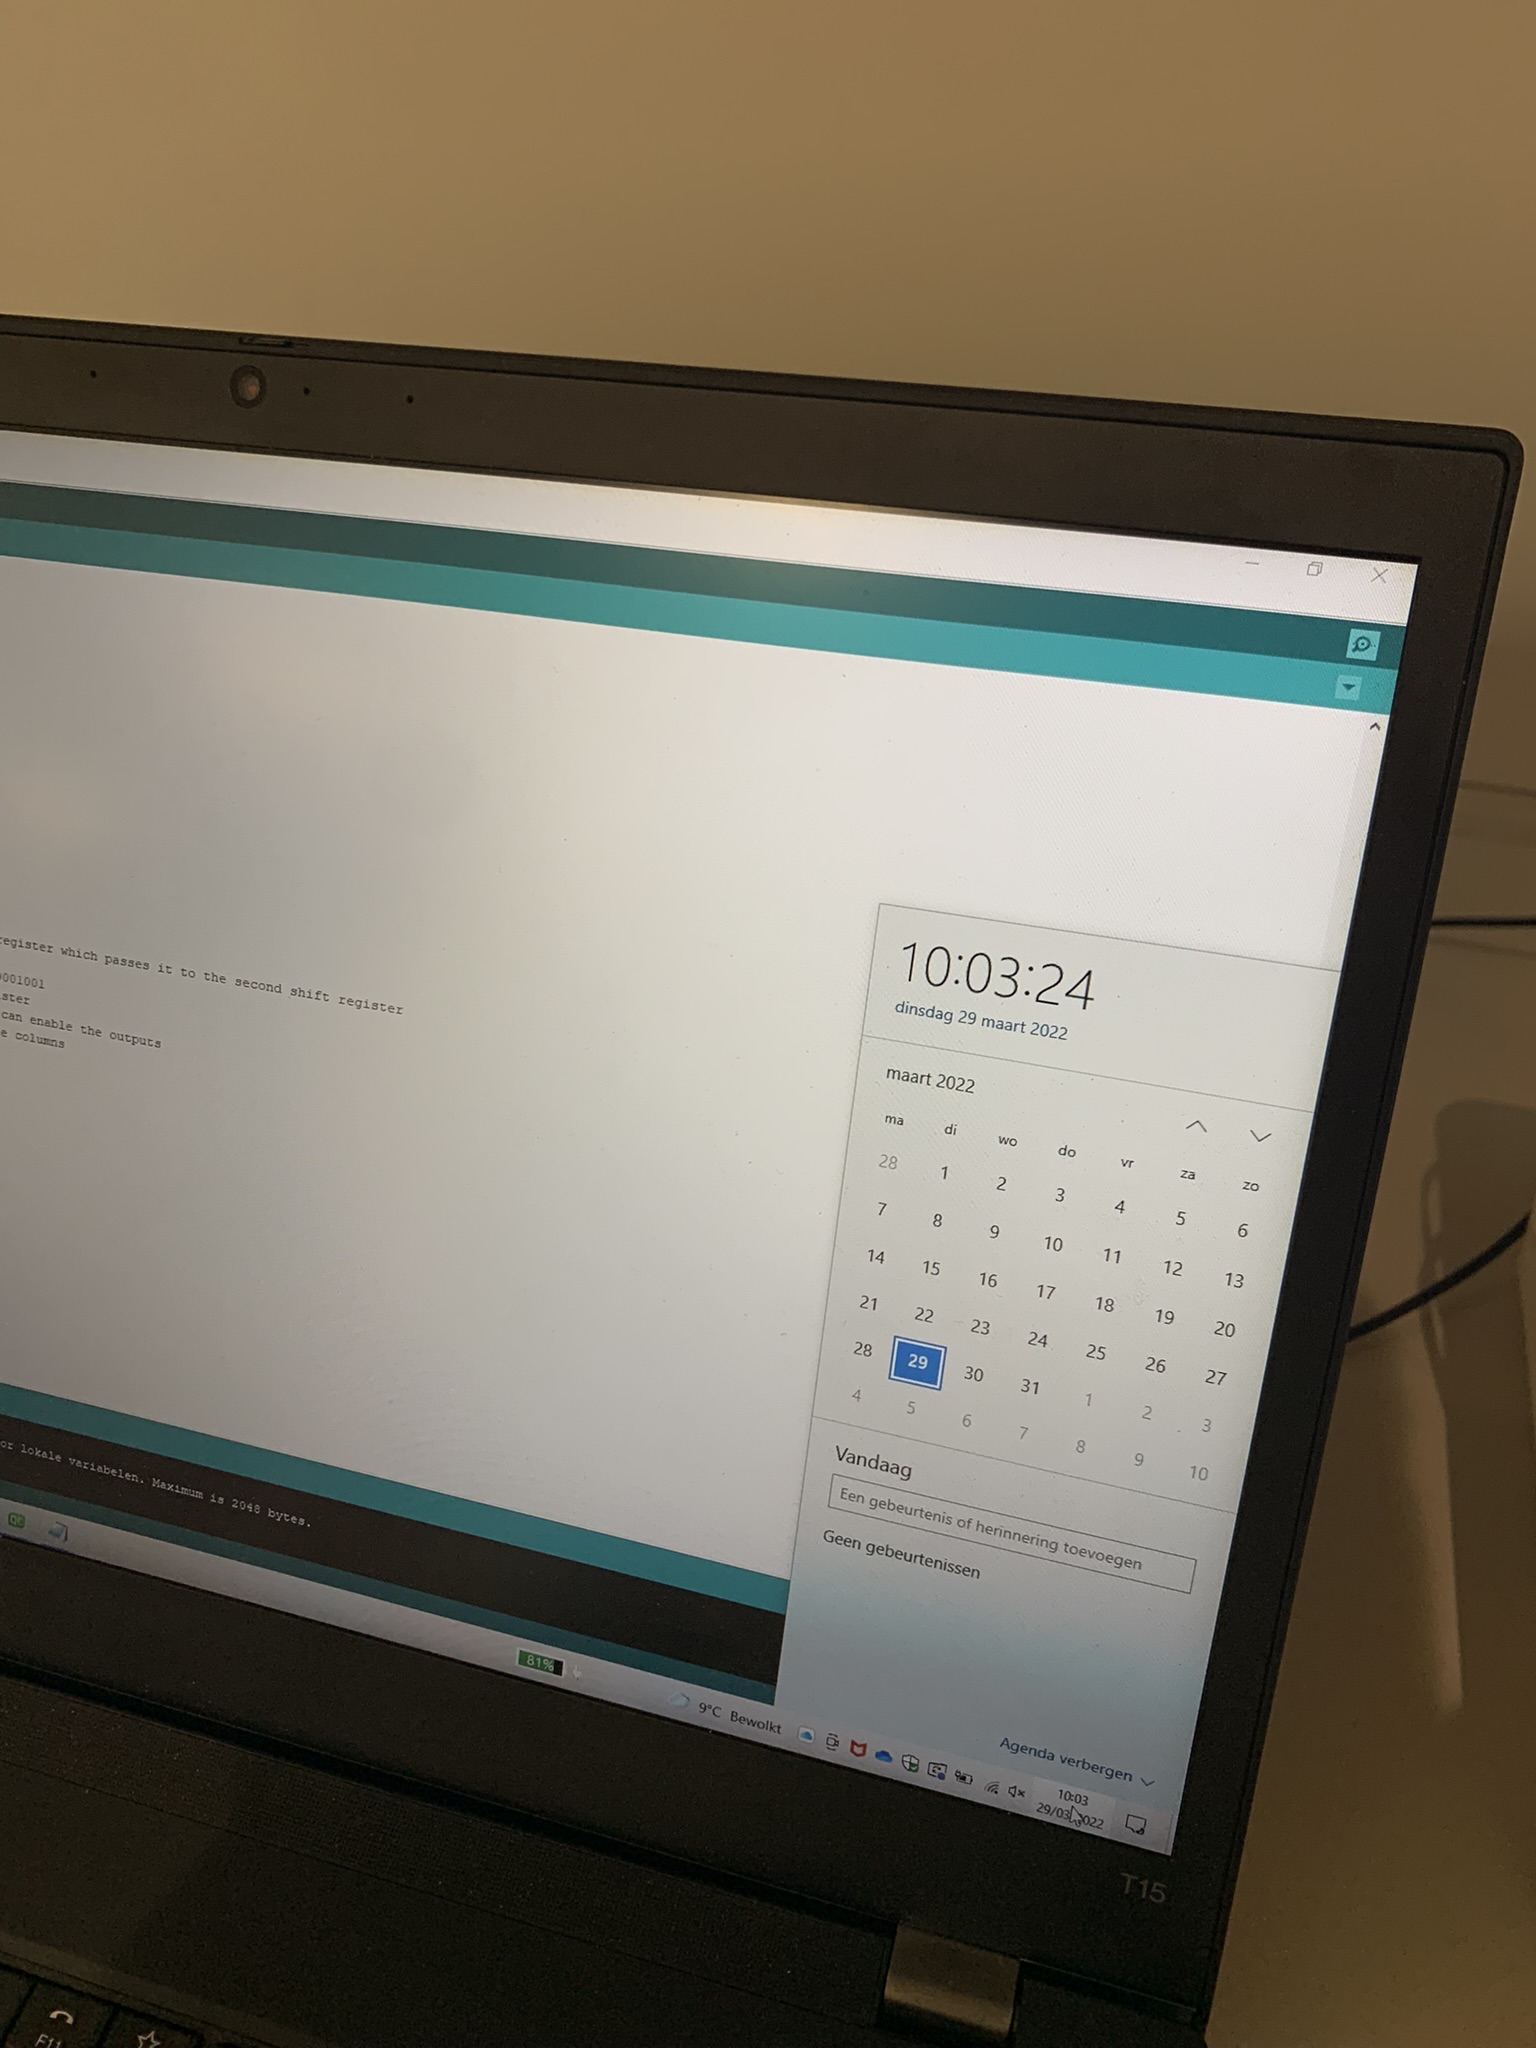 register which passes it to the second shift register
0001001
ster
can enable the outputs
e columns
10:03:24
dinsdag 29 maart 2022
maart 2022
ma di wo do vr za zo
28 1 2 3 4 5 6
7 8 9 10 11 12 13
14 15 16 17 18 19 20
21 22 23 24 25 26 27
28 29 30 31 1 2 3
4 5 6 7 8 9 10
Vandaag
Een gebeurtenis of herinnering toevoegen
Geen gebeurtenissen
Agenda verbergen
or lokale variabelen. Maximum is 2048 bytes.
81%
9°C Bewolkt
10:03
29/03/2022
T15
F11